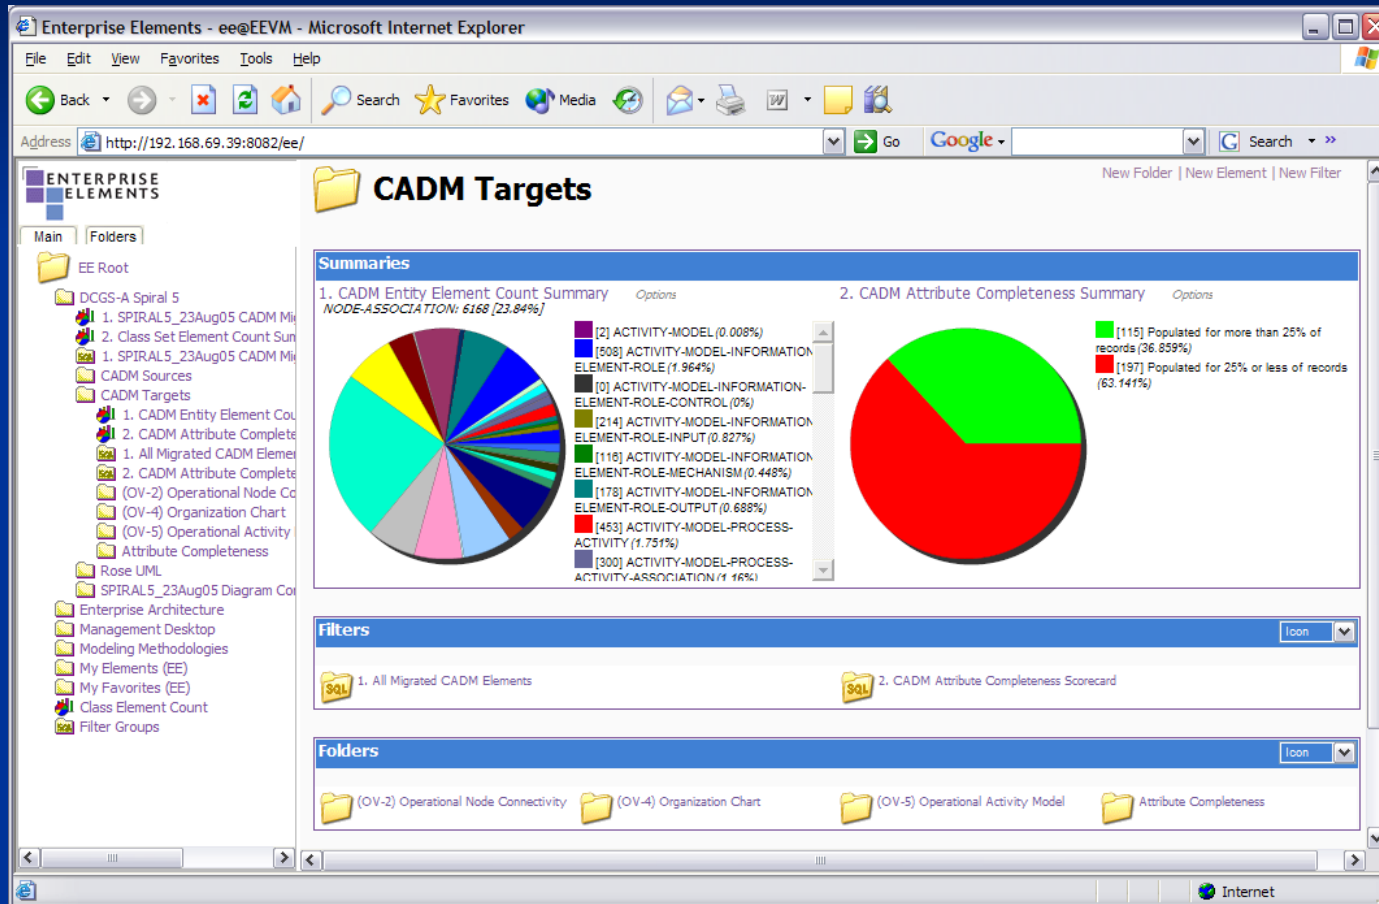 Enterprise Elements - ee@EEVM - Microsoft Internet Explorer
File Edit View Favorites Tools Help
Back Search Favorites Media
Address http://192.168.69.39:8082/ee/ Go Google Search »
ENTERPRISE
ELEMENTS
Main Folders
EE Root
DCGS-A Spiral 5
1. SPIRAL5_23Aug05 CADM Mi
2. Class Set Element Count Sum
1. SPIRAL5_23Aug05 CADM Mi
CADM Sources
CADM Targets
1. CADM Entity Element Cou
2. CADM Attribute Complete
1. All Migrated CADM Eleme
2. CADM Attribute Complete
(OV-2) Operational Node Co
(OV-4) Organization Chart
(OV-5) Operational Activity
Attribute Completeness
Rose UML
SPIRAL5_23Aug05 Diagram Co
Enterprise Architecture
Management Desktop
Modeling Methodologies
My Elements (EE)
My Favorites (EE)
Class Element Count
SQL Filter Groups
CADM Targets
New Folder | New Element | New Filter
Summaries
1. CADM Entity Element Count Summary Options
NODE-ASSOCIATION: 6168 [23.84%]
[2] ACTIVITY-MODEL (0.008%)
[508] ACTIVITY-MODEL-INFORMATION
ELEMENT-ROLE (1.964%)
[0] ACTIVITY-MODEL-INFORMATION-
ELEMENT-ROLE-CONTROL (0%)
[214] ACTIVITY-MODEL-INFORMATION
ELEMENT-ROLE-INPUT (0.827%)
[116] ACTIVITY-MODEL-INFORMATION
ELEMENT-ROLE-MECHANISM (0.448%)
[178] ACTIVITY-MODEL-INFORMATION
ELEMENT-ROLE-OUTPUT (0.688%)
[453] ACTIVITY-MODEL-PROCESS-
ACTIVITY (1.751%)
[300] ACTIVITY-MODEL-PROCESS-
ACTIVITY-ASSOCIATION (1.16%)
2. CADM Attribute Completeness Summary Options
[115] Populated for more than 25% of
records (36.859%)
[197] Populated for 25% or less of records
(63.141%)
Filters Icon
SQL 1. All Migrated CADM Elements
SQL 2. CADM Attribute Completeness Scorecard
Folders Icon
(OV-2) Operational Node Connectivity (OV-4) Organization Chart (OV-5) Operational Activity Model Attribute Completeness
Internet